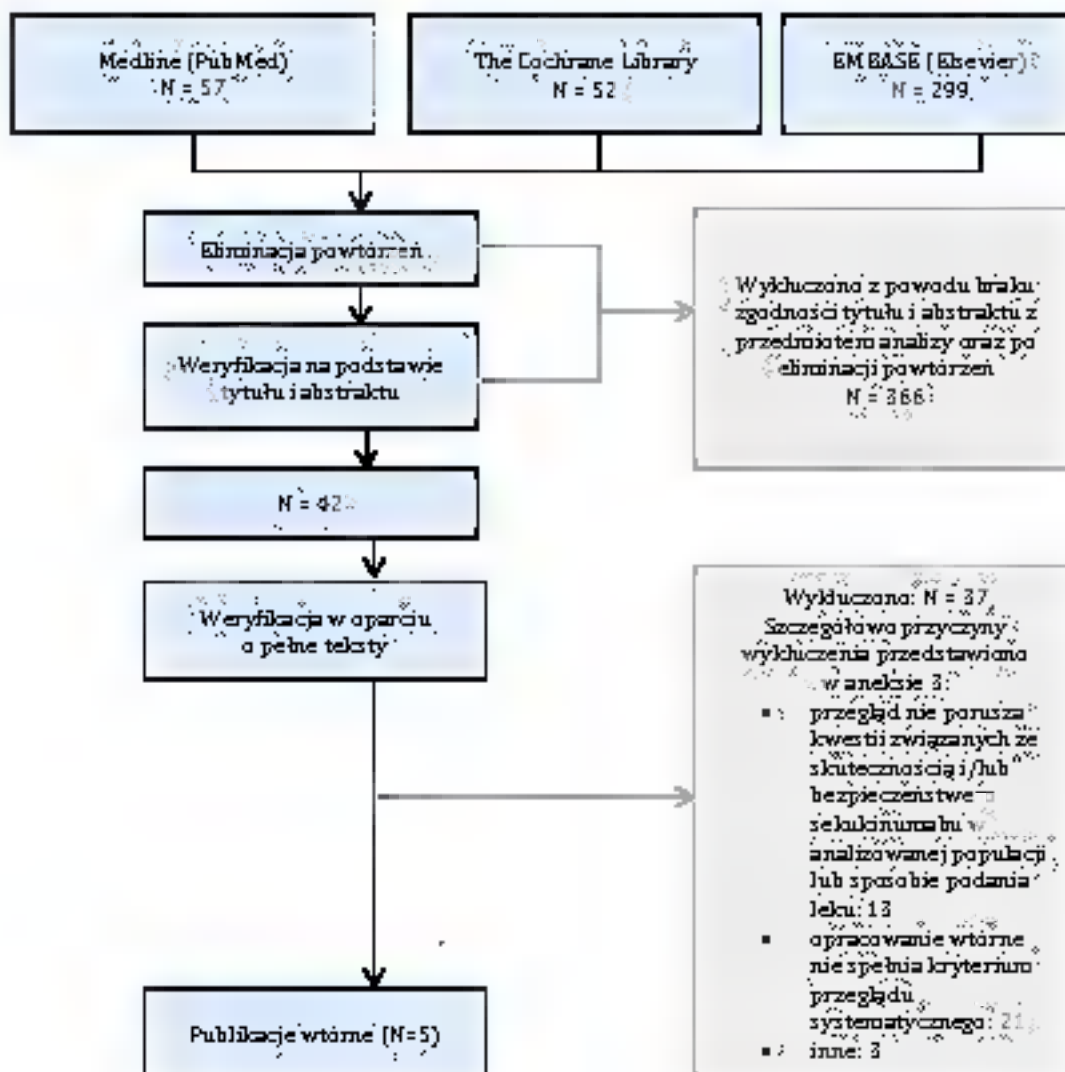 Medline (PubMed)
N = 57
The Cochrane Library
N = 52
EMBASE (Elsevier)
N = 299
Eliminacja powtórzeń
Weryfikacja na podstawie
tytułu i abstraktu
Wykluczono z powodu braku
zgodności tytułu i abstraktu z
przedmiotem analizy oraz po
eliminacji powtórzeń
N = 366
N = 42
Weryfikacja w oparciu
o pełne teksty
Wykluczono: N = 37
Szczegółowo przyczyny
wykluczenia przedstawiono
w aneksie 3:
▪ przegląd nie porusza
kwestii związanych ze
skutecznością i/lub
bezpieczeństwem
sekukinumabu w
analizowanej populacji
lub sposobie podania
leku: 13
▪ opracowanie wtórne
nie spełnia kryterium
przeglądu
systematycznego: 21
▪ inne: 3
Publikacje wtórne (N=5)